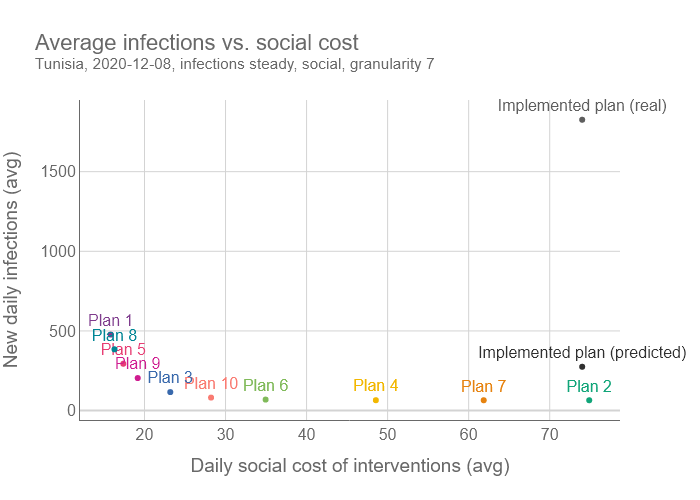 Average infections vs. social cost
Tunisia, 2020-12-08, infections steady, social, granularity 7
Implemented plan (real)
1500
1000
500
0
New daily infections (avg)
Plan 1
Plan 8
Plan 5
Plan 9
Plan 3
Plan 10
Plan 6
Plan 4
Plan 7
Plan 2
Implemented plan (predicted)
20
30
40
50
60
70
Daily social cost of interventions (avg)